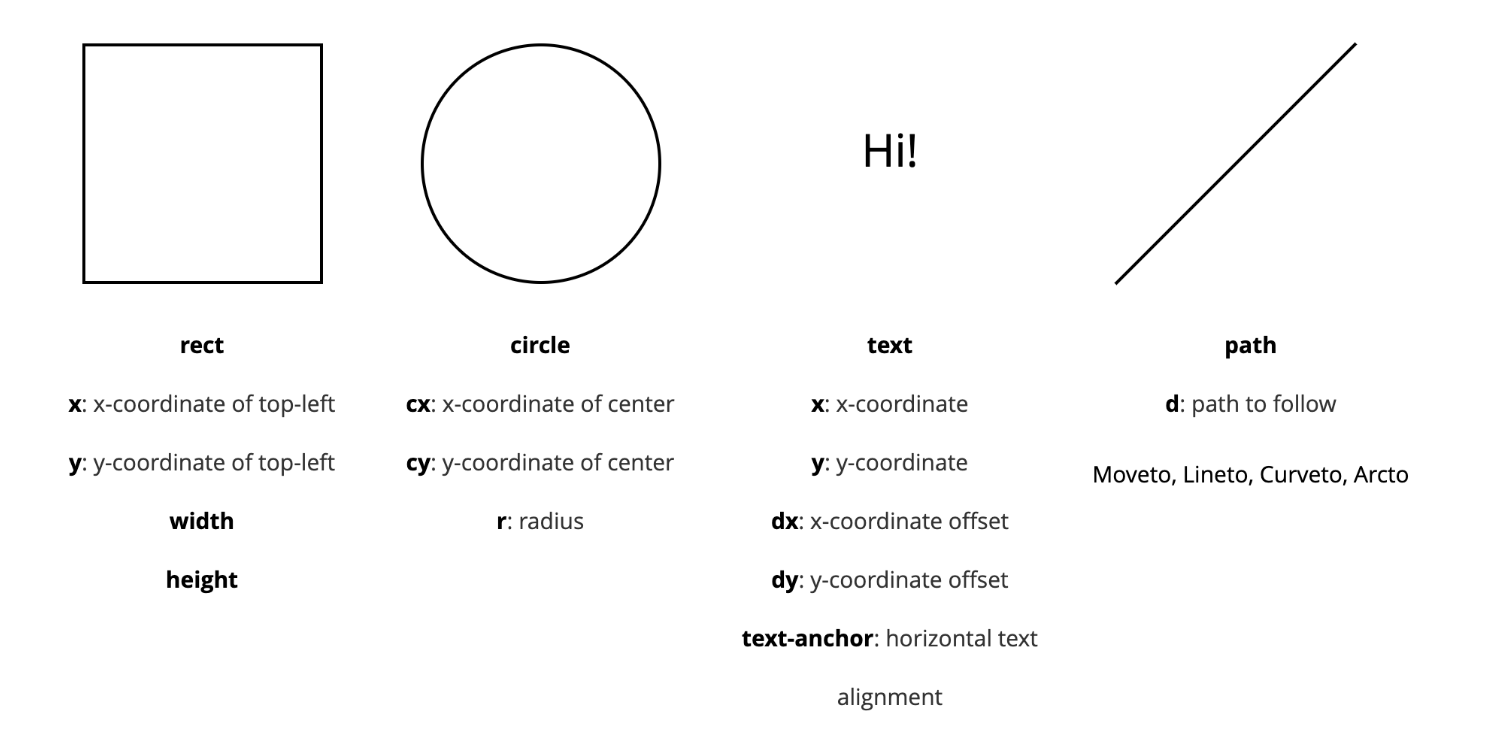 Hi!
rect
x: x-coordinate of top-left
y: y-coordinate of top-left
width
height
circle
cx: x-coordinate of center
cy: y-coordinate of center
r: radius
text
x: x-coordinate
y: y-coordinate
dx: x-coordinate offset
dy: y-coordinate offset
text-anchor: horizontal text
alignment
path
d: path to follow
Moveto, Lineto, Curveto, Arcto